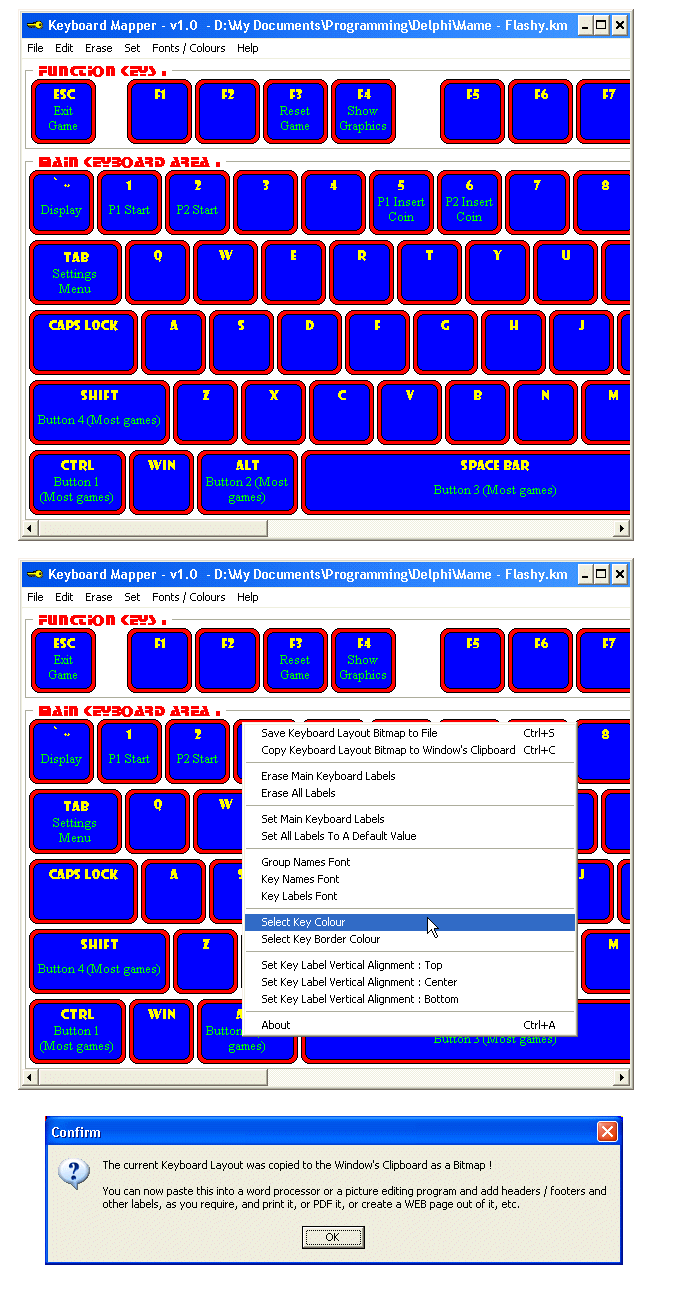 Keyboard Mapper - v1.0 - D:\My Documents\Programming\Delphi\Mame - Flashy.km
File Edit Erase Set Fonts / Colours Help
Function Keys :
ESC F1 F2 F3 F4 F5 F6 F7
Exit Game Reset Game Show Graphics
Main Keyboard Area :
` ~ 1 2 3 4 5 6 7 8
Display P1 Start P2 Start P1 Insert Coin P2 Insert Coin
TAB Q W E R T Y U
Settings Menu
CAPS LOCK A S D F G H J
SHIFT Z X C V B N M
Button 4 (Most games)
CTRL WIN ALT SPACE BAR
Button 1 (Most games) Button 2 (Most games) Button 3 (Most games)
Keyboard Mapper - v1.0 - D:\My Documents\Programming\Delphi\Mame - Flashy.km
File Edit Erase Set Fonts / Colours Help
Function Keys :
ESC F1 F2 F3 F4 F5 F6 F7
Exit Game Reset Game Show Graphics
Main Keyboard Area :
` ~ 1 2 8
Display P1 Start P2 Start
TAB Q W
Settings Menu
CAPS LOCK A J
SHIFT Z M
Button 4 (Most games)
CTRL WIN
Button 1 (Most games) games) Button 3 (Most games)
Save Keyboard Layout Bitmap to File Ctrl+S
Copy Keyboard Layout Bitmap to Window's Clipboard Ctrl+C
Erase Main Keyboard Labels
Erase All Labels
Set Main Keyboard Labels
Set All Labels To A Default Value
Group Names Font
Key Names Font
Key Labels Font
Select Key Colour
Select Key Border Colour
Set Key Label Vertical Alignment : Top
Set Key Label Vertical Alignment : Center
Set Key Label Vertical Alignment : Bottom
About Ctrl+A
Confirm
The current Keyboard Layout was copied to the Window's Clipboard as a Bitmap !
You can now paste this into a word processor or a picture editing program and add headers / footers and
other labels, as you require, and print it, or PDF it, or create a WEB page out of it, etc.
OK